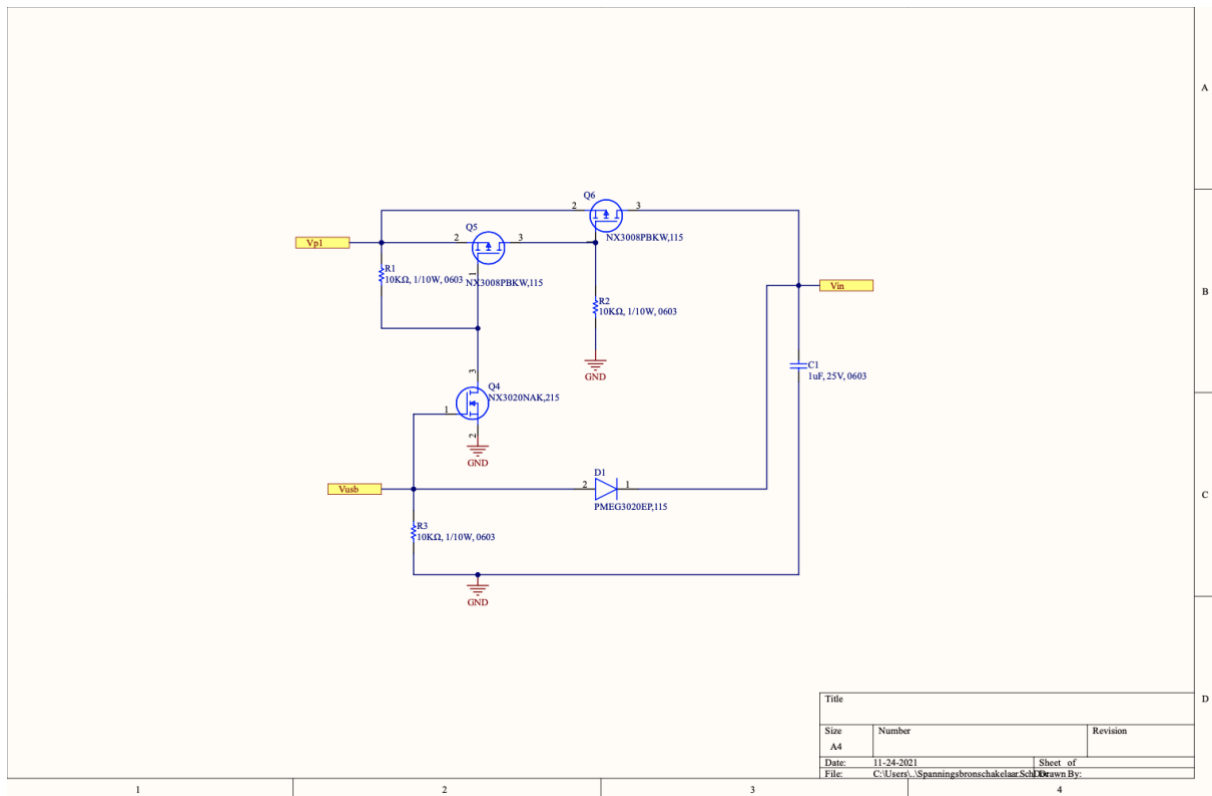 A
Q6
2
3
Q5
NX3008PBKW,115
Vp1
2
3
R1
10KΩ, 1/10W, 0603
1
NX3008PBKW,115
Vin
B
R2
10KΩ, 1/10W, 0603
GND
C1
1uF, 25V, 0603
3
Q4
NX3020NAK,215
1
2
GND
D1
Vusb
2
1
C
PMEG3020EP,115
R3
10KΩ, 1/10W, 0603
GND
Title
D
Size
Number
Revision
A4
Date:
11-24-2021
Sheet of
File:
C:\Users\..\Spanningsbronschakelaar.SchDoc
Drawn By:
1
2
3
4